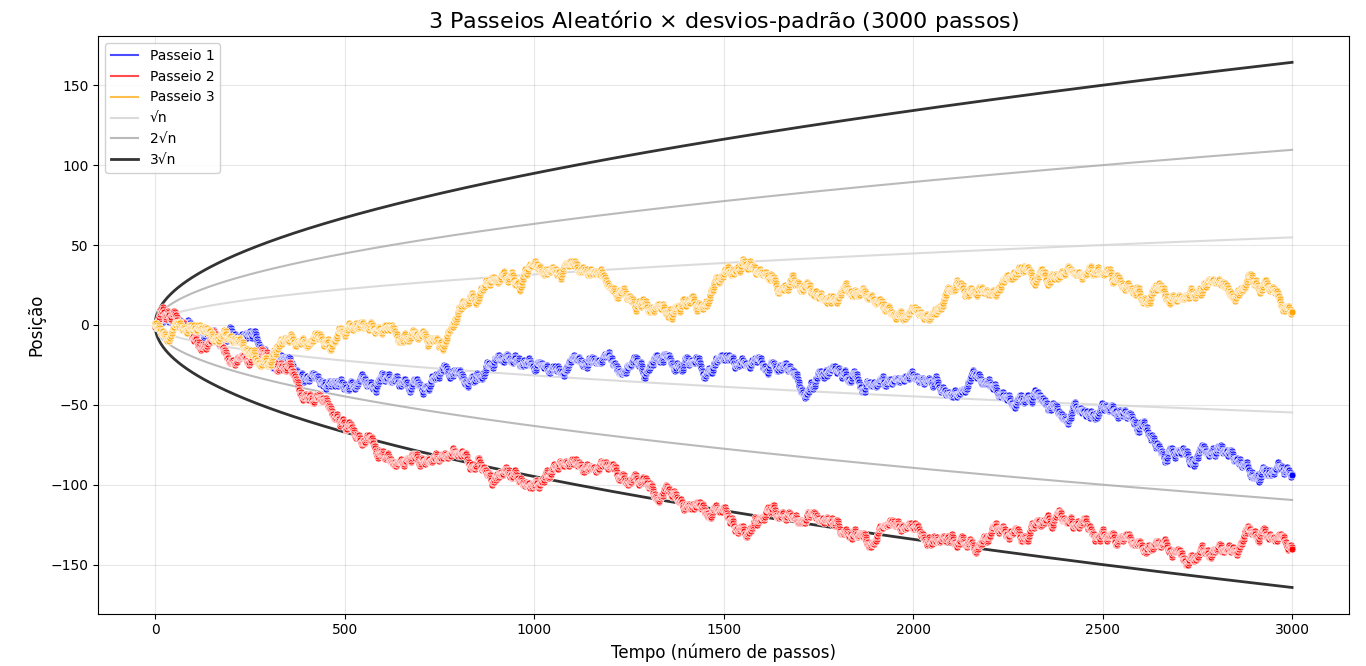 3 Passeios Aleatório × desvios-padrão (3000 passos)
Passeio 1
Passeio 2
Passeio 3
√n
2√n
3√n
Posição
150
100
50
0
−50
−100
−150
0
500
1000
1500
2000
2500
3000
Tempo (número de passos)